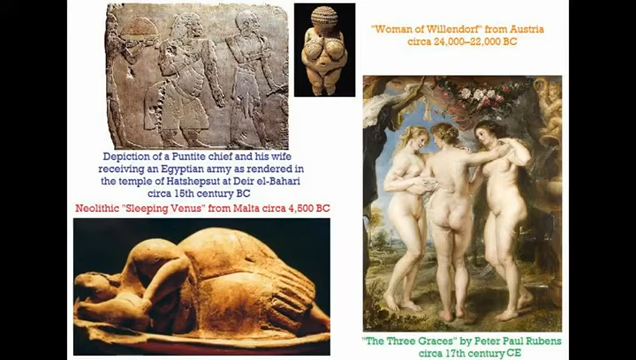 "Woman of Willendorf" from Austria
circa 24,000–22,000 BC
Depiction of a Puntite chief and his wife
receiving an Egyptian army as rendered in
the temple of Hatshepsut at Deir el-Bahari
circa 15th century BC
Neolithic "Sleeping Venus" from Malta circa 4,500 BC
"The Three Graces" by Peter Paul Rubens
circa 17th century CE